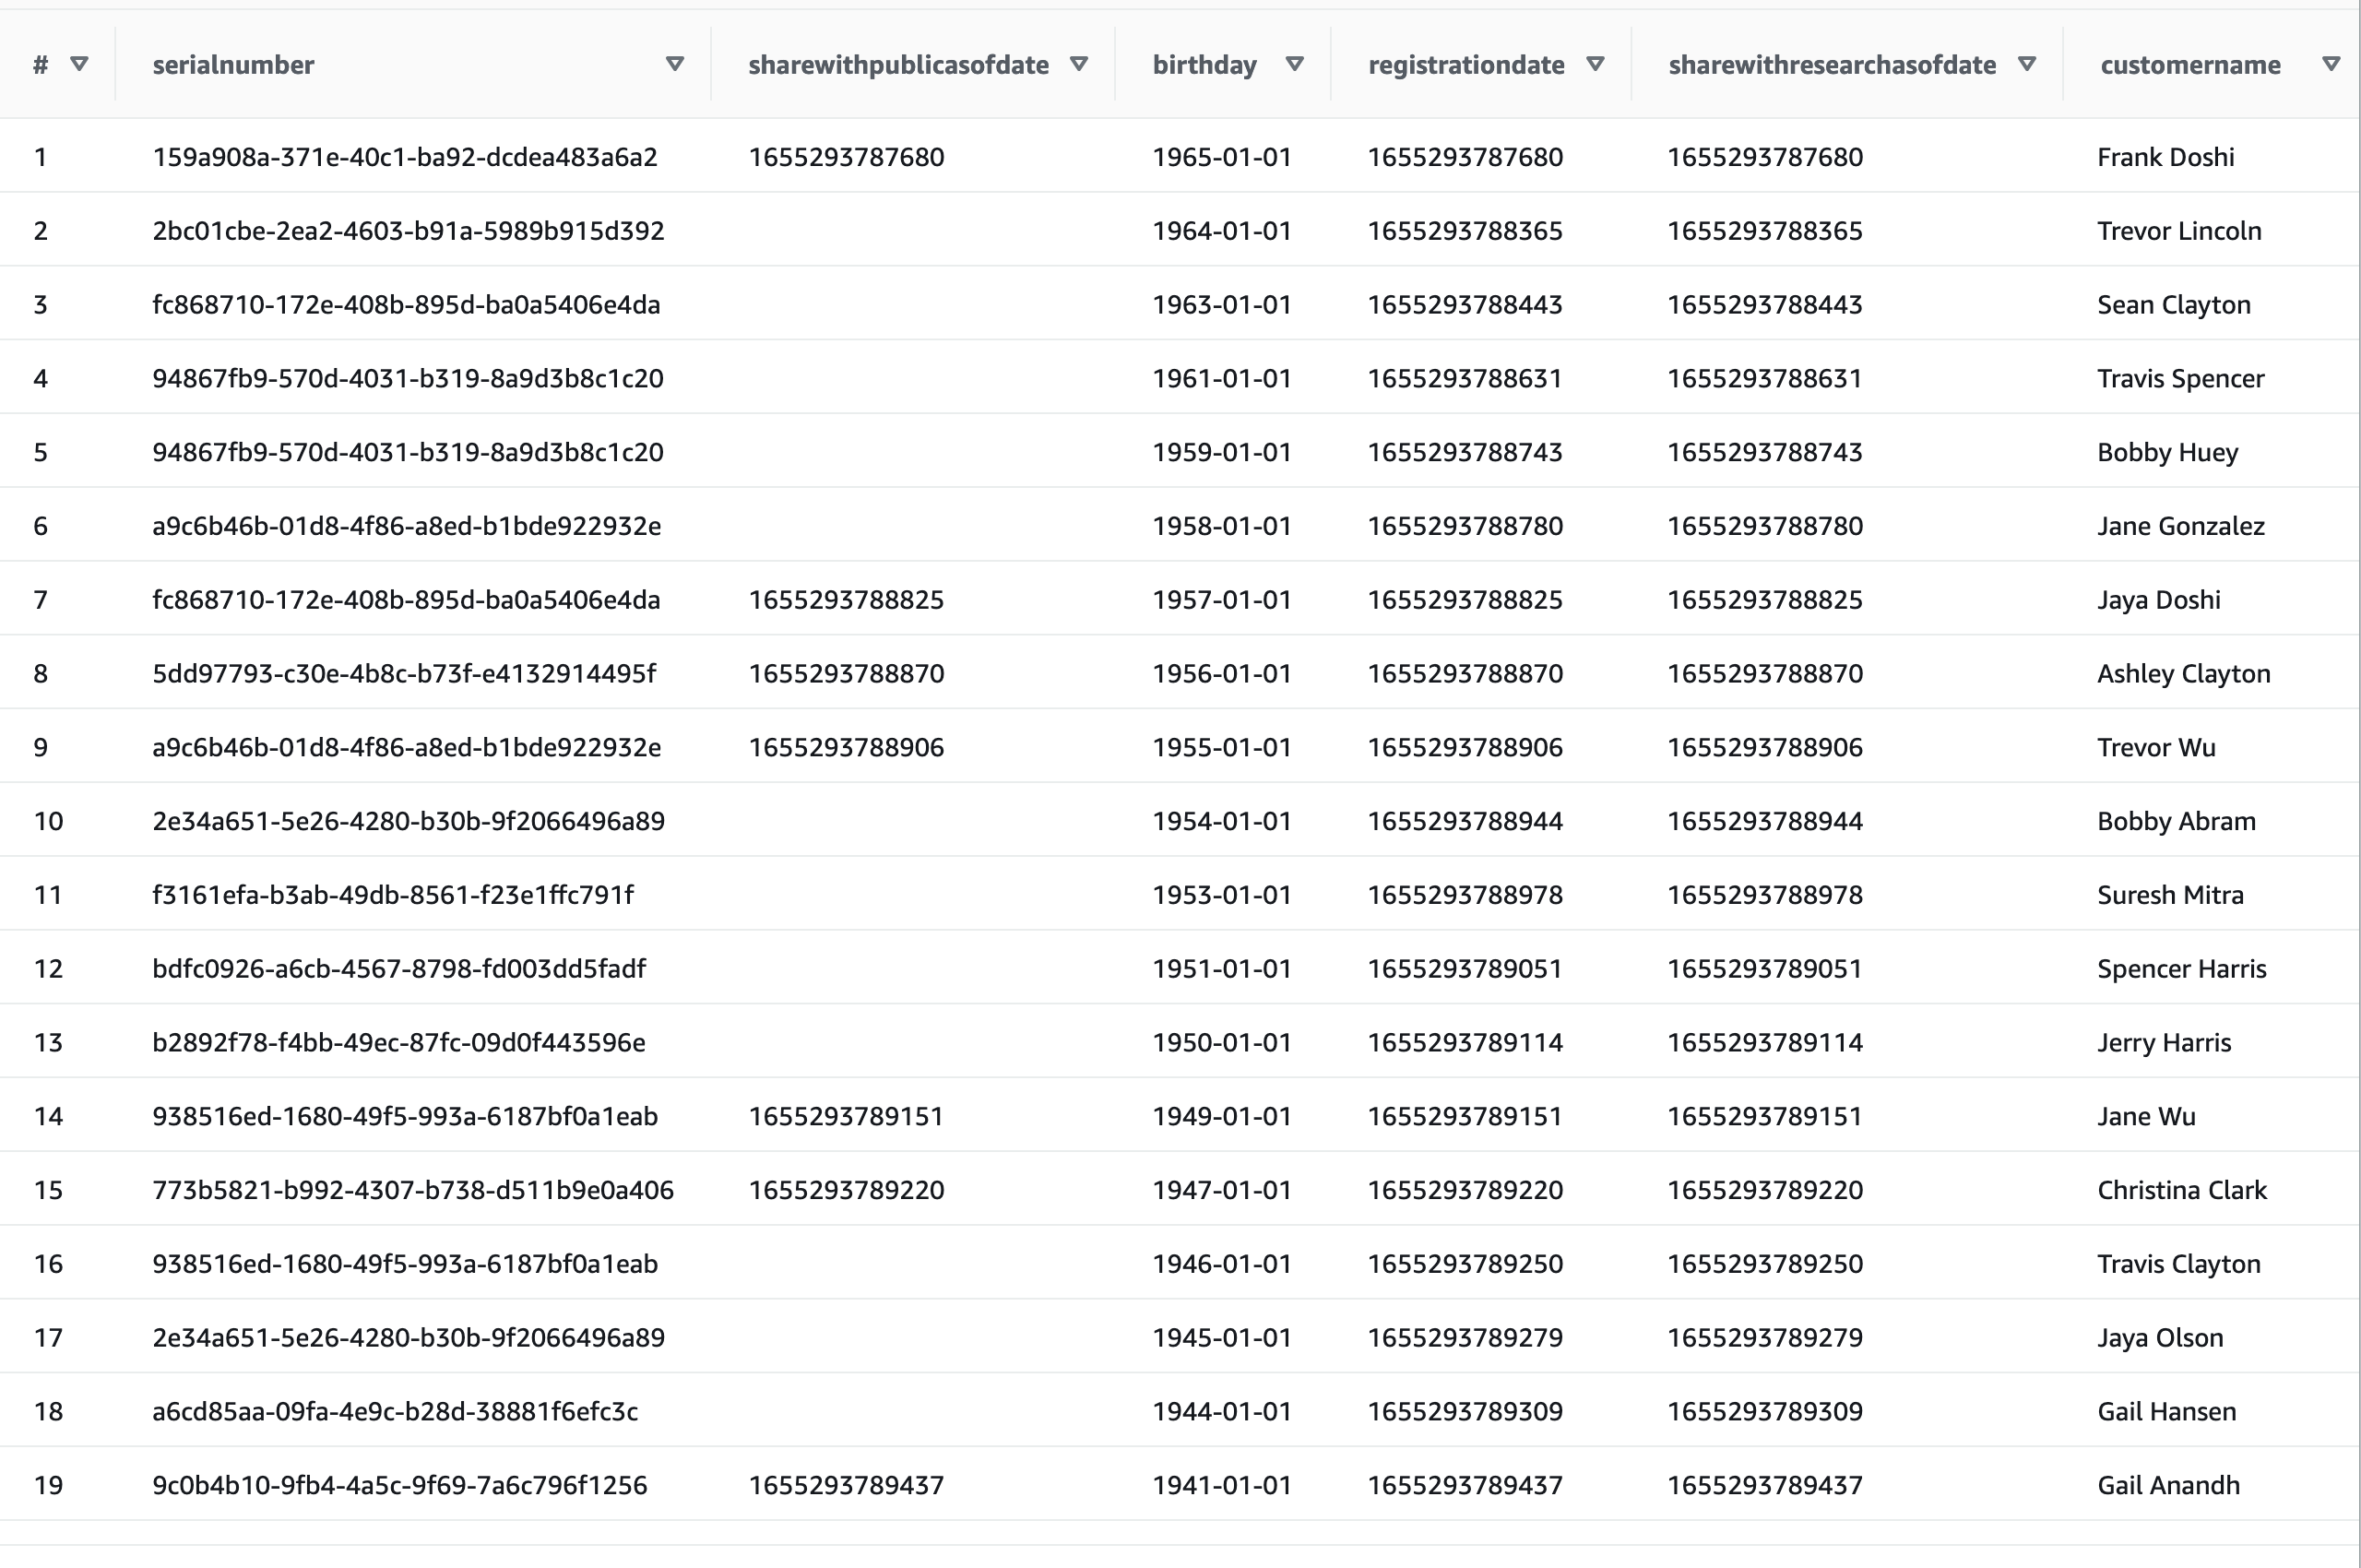 # serialnumber sharewithpublicasofdate birthday registrationdate sharewithresearchasofdate customername
1 159a908a-371e-40c1-ba92-dcdea483a6a2 1655293787680 1965-01-01 1655293787680 1655293787680 Frank Doshi
2 2bc01cbe-2ea2-4603-b91a-5989b915d392 1964-01-01 1655293788365 1655293788365 Trevor Lincoln
3 fc868710-172e-408b-895d-ba0a5406e4da 1963-01-01 1655293788443 1655293788443 Sean Clayton
4 94867fb9-570d-4031-b319-8a9d3b8c1c20 1961-01-01 1655293788631 1655293788631 Travis Spencer
5 94867fb9-570d-4031-b319-8a9d3b8c1c20 1959-01-01 1655293788743 1655293788743 Bobby Huey
6 a9c6b46b-01d8-4f86-a8ed-b1bde922932e 1958-01-01 1655293788780 1655293788780 Jane Gonzalez
7 fc868710-172e-408b-895d-ba0a5406e4da 1655293788825 1957-01-01 1655293788825 1655293788825 Jaya Doshi
8 5dd97793-c30e-4b8c-b73f-e4132914495f 1655293788870 1956-01-01 1655293788870 1655293788870 Ashley Clayton
9 a9c6b46b-01d8-4f86-a8ed-b1bde922932e 1655293788906 1955-01-01 1655293788906 1655293788906 Trevor Wu
10 2e34a651-5e26-4280-b30b-9f2066496a89 1954-01-01 1655293788944 1655293788944 Bobby Abram
11 f3161efa-b3ab-49db-8561-f23e1ffc791f 1953-01-01 1655293788978 1655293788978 Suresh Mitra
12 bdfc0926-a6cb-4567-8798-fd003dd5fadf 1951-01-01 1655293789051 1655293789051 Spencer Harris
13 b2892f78-f4bb-49ec-87fc-09d0f443596e 1950-01-01 1655293789114 1655293789114 Jerry Harris
14 938516ed-1680-49f5-993a-6187bf0a1eab 1655293789151 1949-01-01 1655293789151 1655293789151 Jane Wu
15 773b5821-b992-4307-b738-d511b9e0a406 1655293789220 1947-01-01 1655293789220 1655293789220 Christina Clark
16 938516ed-1680-49f5-993a-6187bf0a1eab 1946-01-01 1655293789250 1655293789250 Travis Clayton
17 2e34a651-5e26-4280-b30b-9f2066496a89 1945-01-01 1655293789279 1655293789279 Jaya Olson
18 a6cd85aa-09fa-4e9c-b28d-38881f6efc3c 1944-01-01 1655293789309 1655293789309 Gail Hansen
19 9c0b4b10-9fb4-4a5c-9f69-7a6c796f1256 1655293789437 1941-01-01 1655293789437 1655293789437 Gail Anandh